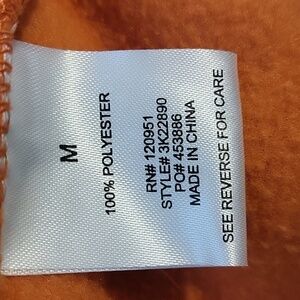 M
100% POLYESTER
RN# 120951
STYLE# 3K22890
PO# 453886
MADE IN CHINA
SEE REVERSE FOR CARE